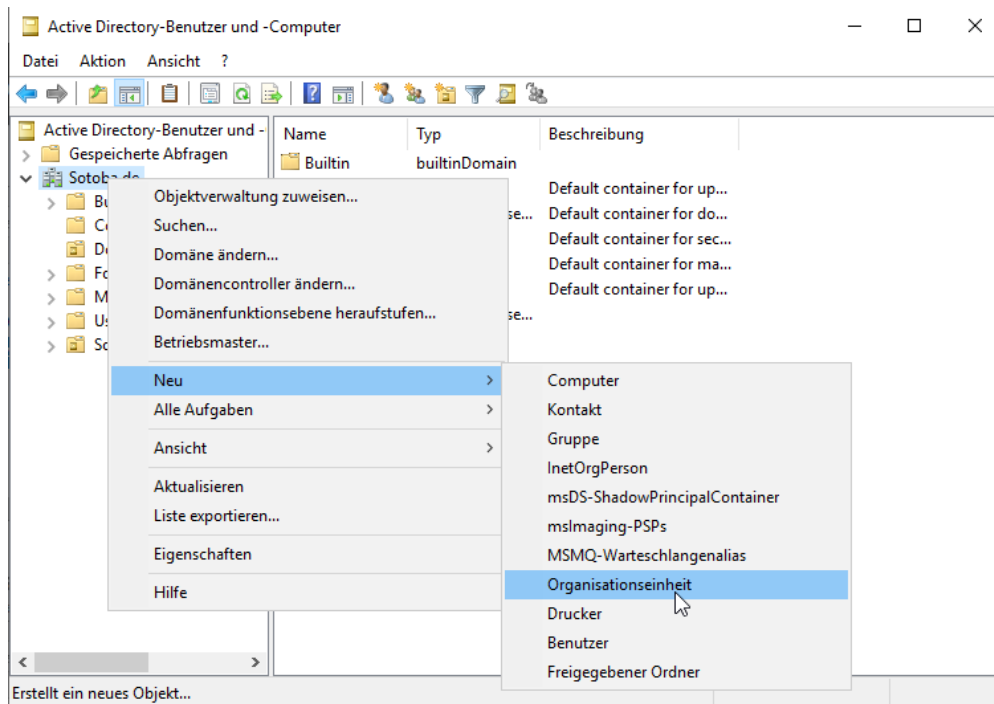 Active Directory-Benutzer und -Computer
Datei Aktion Ansicht ?
Active Directory-Benutzer und -
Gespeicherte Abfragen
Name Typ Beschreibung
Builtin builtinDomain
Default container for up...
se... Default container for do...
Default container for sec...
Default container for ma...
Default container for up...
se...
Objektverwaltung zuweisen...
Suchen...
Domäne ändern...
Domänencontroller ändern...
Domänenfunktionsebene heraufstufen...
Betriebsmaster...
Neu
Alle Aufgaben
Ansicht
Aktualisieren
Liste exportieren...
Eigenschaften
Hilfe
Computer
Kontakt
Gruppe
InetOrgPerson
msDS-ShadowPrincipalContainer
msImaging-PSPs
MSMQ-Warteschlangenalias
Organisationseinheit
Drucker
Benutzer
Freigegebener Ordner
Erstellt ein neues Objekt...